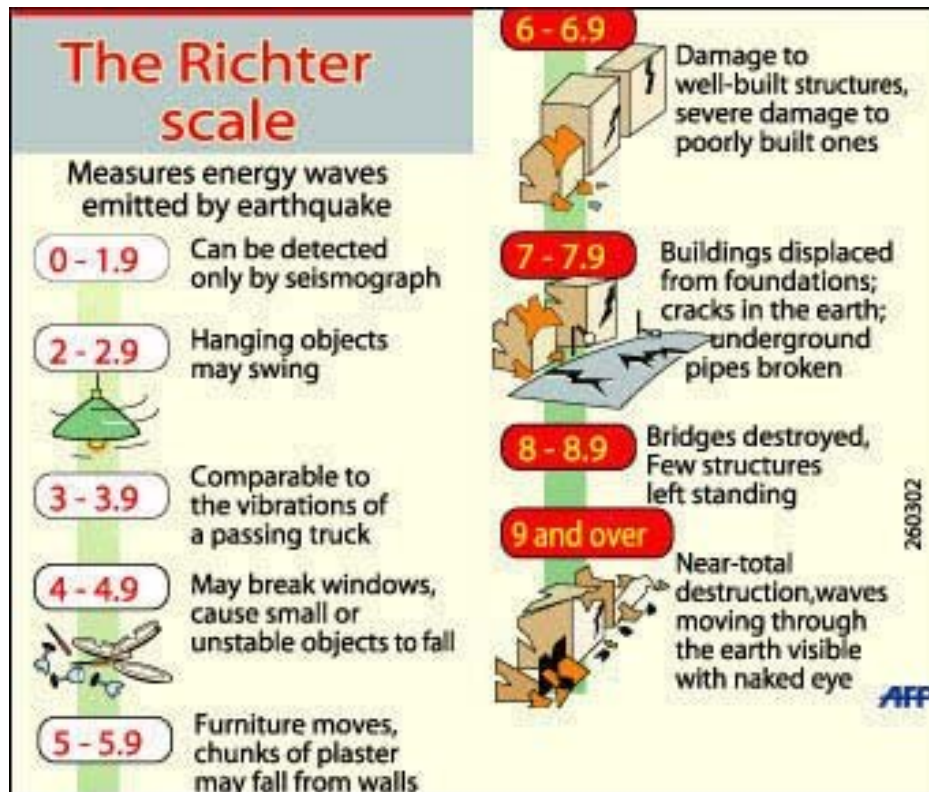 The Richter
scale
Measures energy waves
emitted by earthquake
0 - 1.9
Can be detected
only by seismograph
2 - 2.9
Hanging objects
may swing
3 - 3.9
Comparable to
the vibrations of
a passing truck
4 - 4.9
May break windows,
cause small or
unstable objects to fall
5 - 5.9
Furniture moves,
chunks of plaster
may fall from walls
6 - 6.9
Damage to
well-built structures,
severe damage to
poorly built ones
7 - 7.9
Buildings displaced
from foundations;
cracks in the earth;
underground
pipes broken
8 - 8.9
Bridges destroyed,
Few structures
left standing
9 and over
Near-total
destruction,waves
moving through
the earth visible
with naked eye
260302
AFP